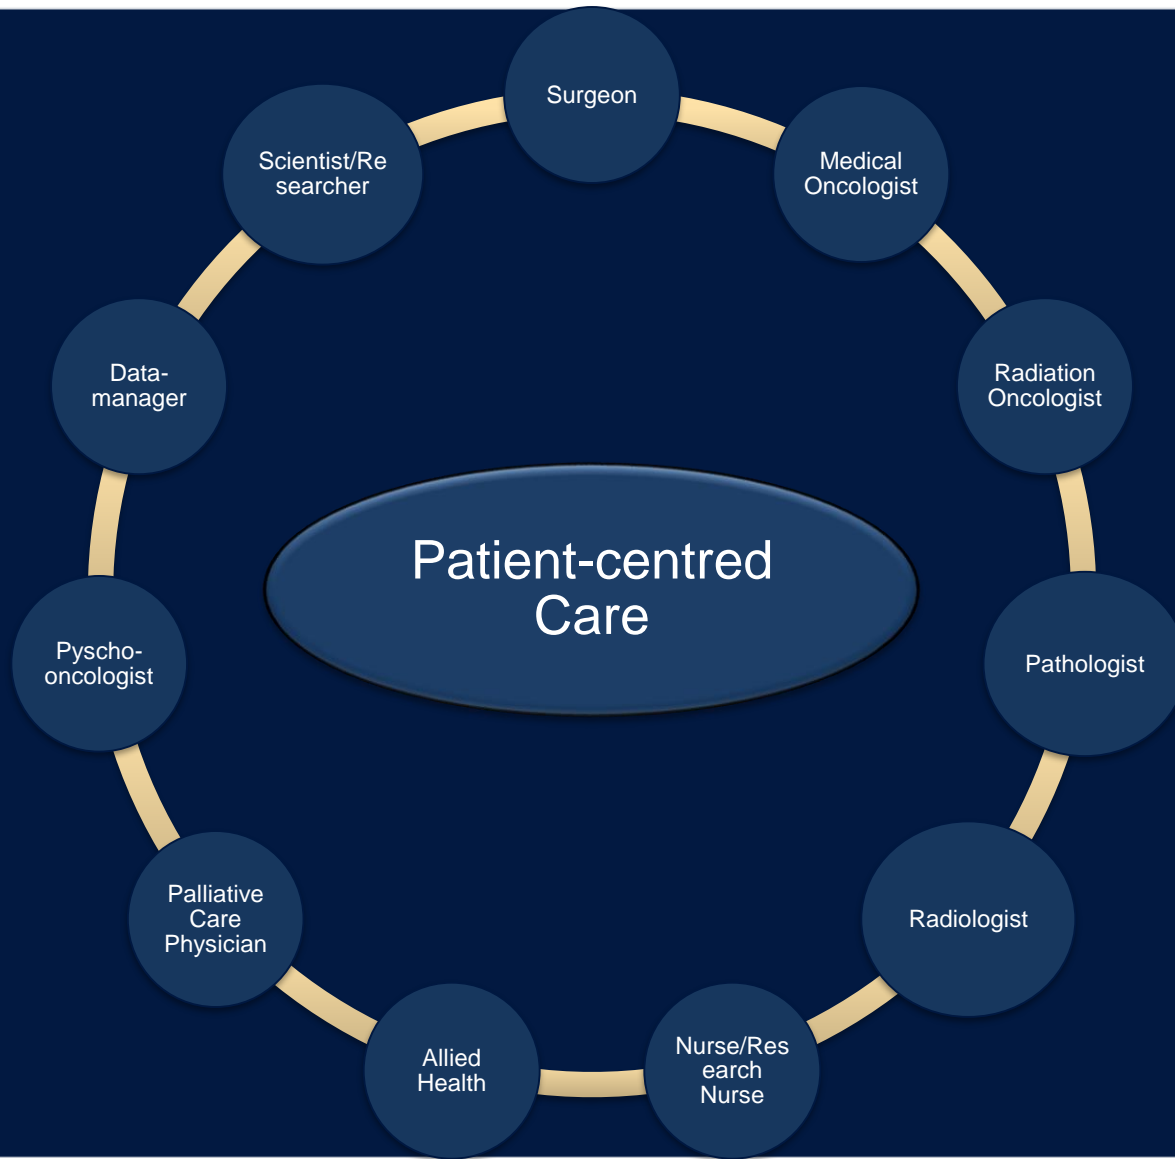 Surgeon
Medical
Oncologist
Radiation
Oncologist
Pathologist
Radiologist
Nurse/Res
earch
Nurse
Allied
Health
Palliative
Care
Physician
Pyscho-
oncologist
Data-
manager
Scientist/Re
searcher
Patient-centred
Care